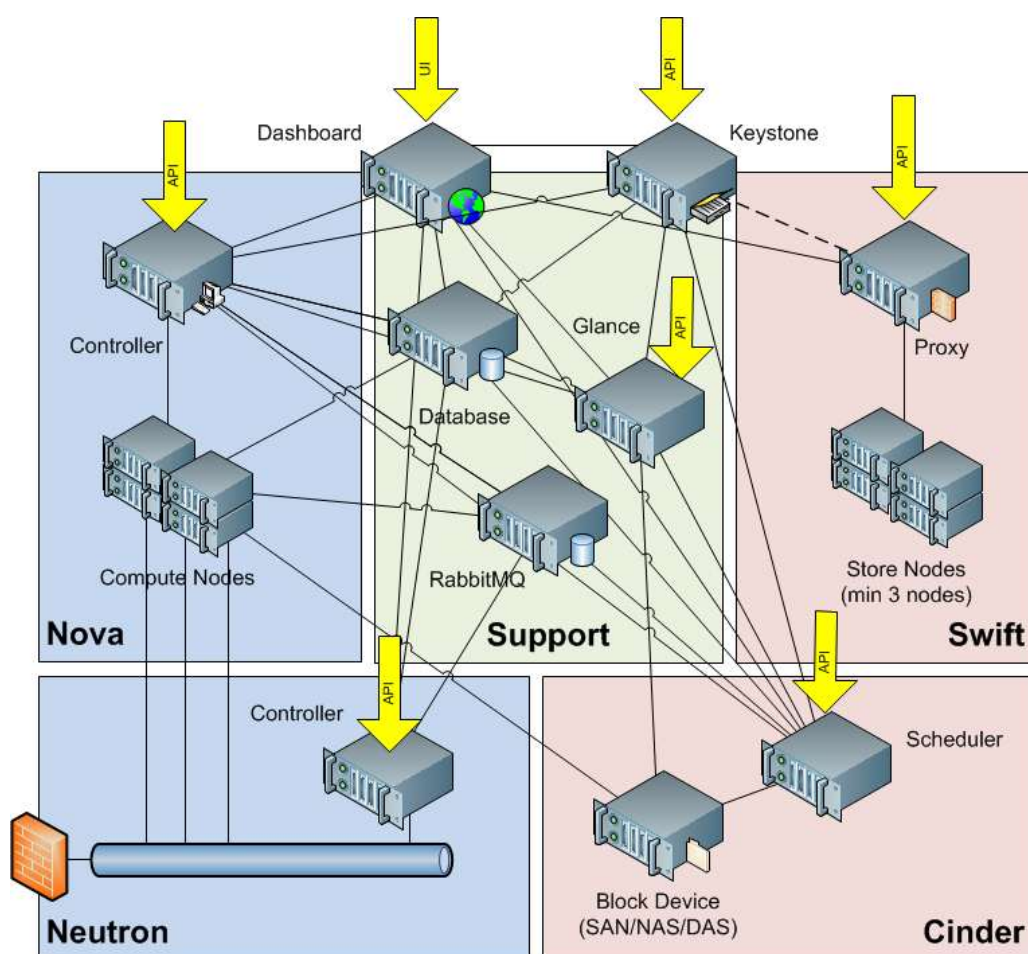 UI
API
Dashboard
Keystone
API
API
Controller
Glance
API
Proxy
Database
Compute Nodes
RabbitMQ
Store Nodes
(min 3 nodes)
Nova
Support
Swift
API
API
Controller
Scheduler
Block Device
(SAN/NAS/DAS)
Neutron
Cinder